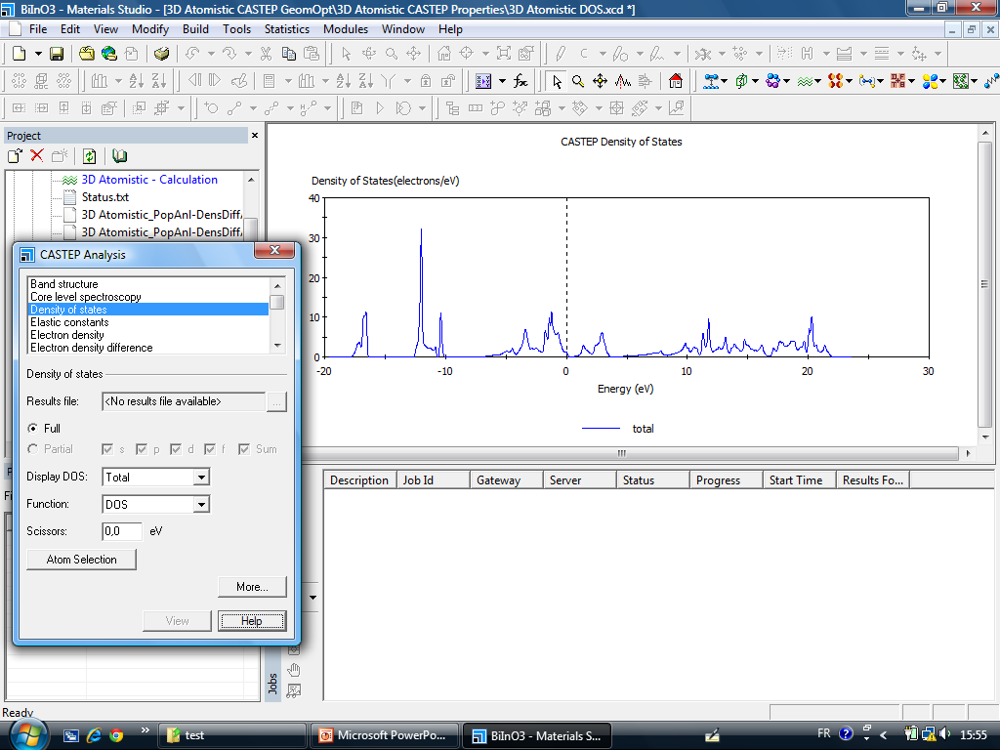 BiInO3 - Materials Studio - [3D Atomistic CASTEP GeomOpt\3D Atomistic CASTEP Properties\3D Atomistic DOS.xcd *]
File Edit View Modify Build Tools Statistics Modules Window Help
Project
3D Atomistic - Calculation
Status.txt
3D Atomistic_PopAnl-DensDiff
3D Atomistic_PopAnl-DensDiff
CASTEP Density of States
Density of States(electrons/eV)
40
30
20
10
0
-20 -10 0 10 20 30
Energy (eV)
total
CASTEP Analysis
Band structure
Core level spectroscopy
Density of states
Elastic constants
Electron density
Electron density difference
Density of states
Results file: <No results file available> ...
Full
Partial s p d f Sum
Display DOS: Total
Function: DOS
Scissors: 0,0 eV
Atom Selection
More...
View Help
Description Job Id Gateway Server Status Progress Start Time Results Fo...
Jobs
Ready
test Microsoft PowerPo... BiInO3 - Materials S... FR 15:55